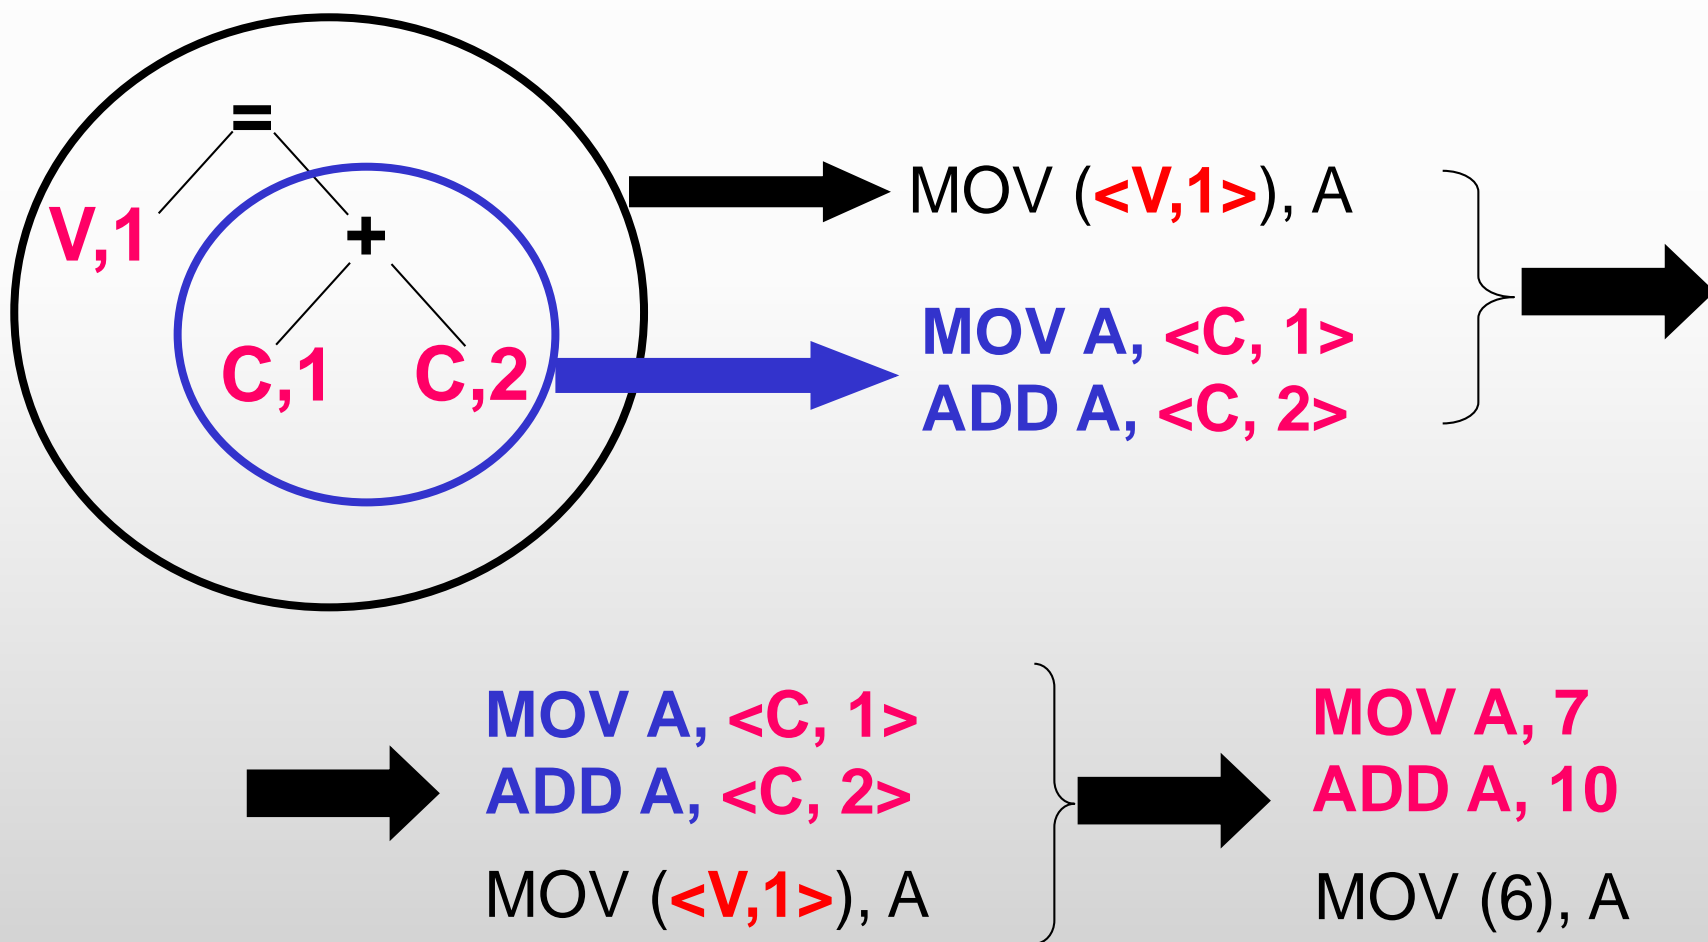 =
V,1
+
C,1 C,2
MOV (<V,1>), A
MOV A, <C, 1>
ADD A, <C, 2>
MOV A, <C, 1>
ADD A, <C, 2>
MOV (<V,1>), A
MOV A, 7
ADD A, 10
MOV (6), A